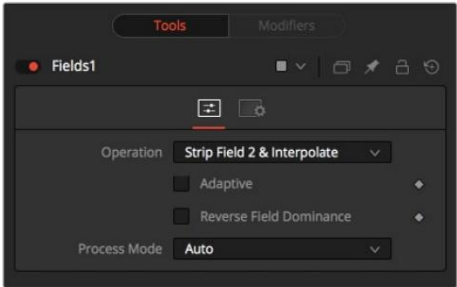 Tools Modifiers
Fields1
Operation Strip Field 2 & Interpolate
Adaptive
Reverse Field Dominance
Process Mode Auto